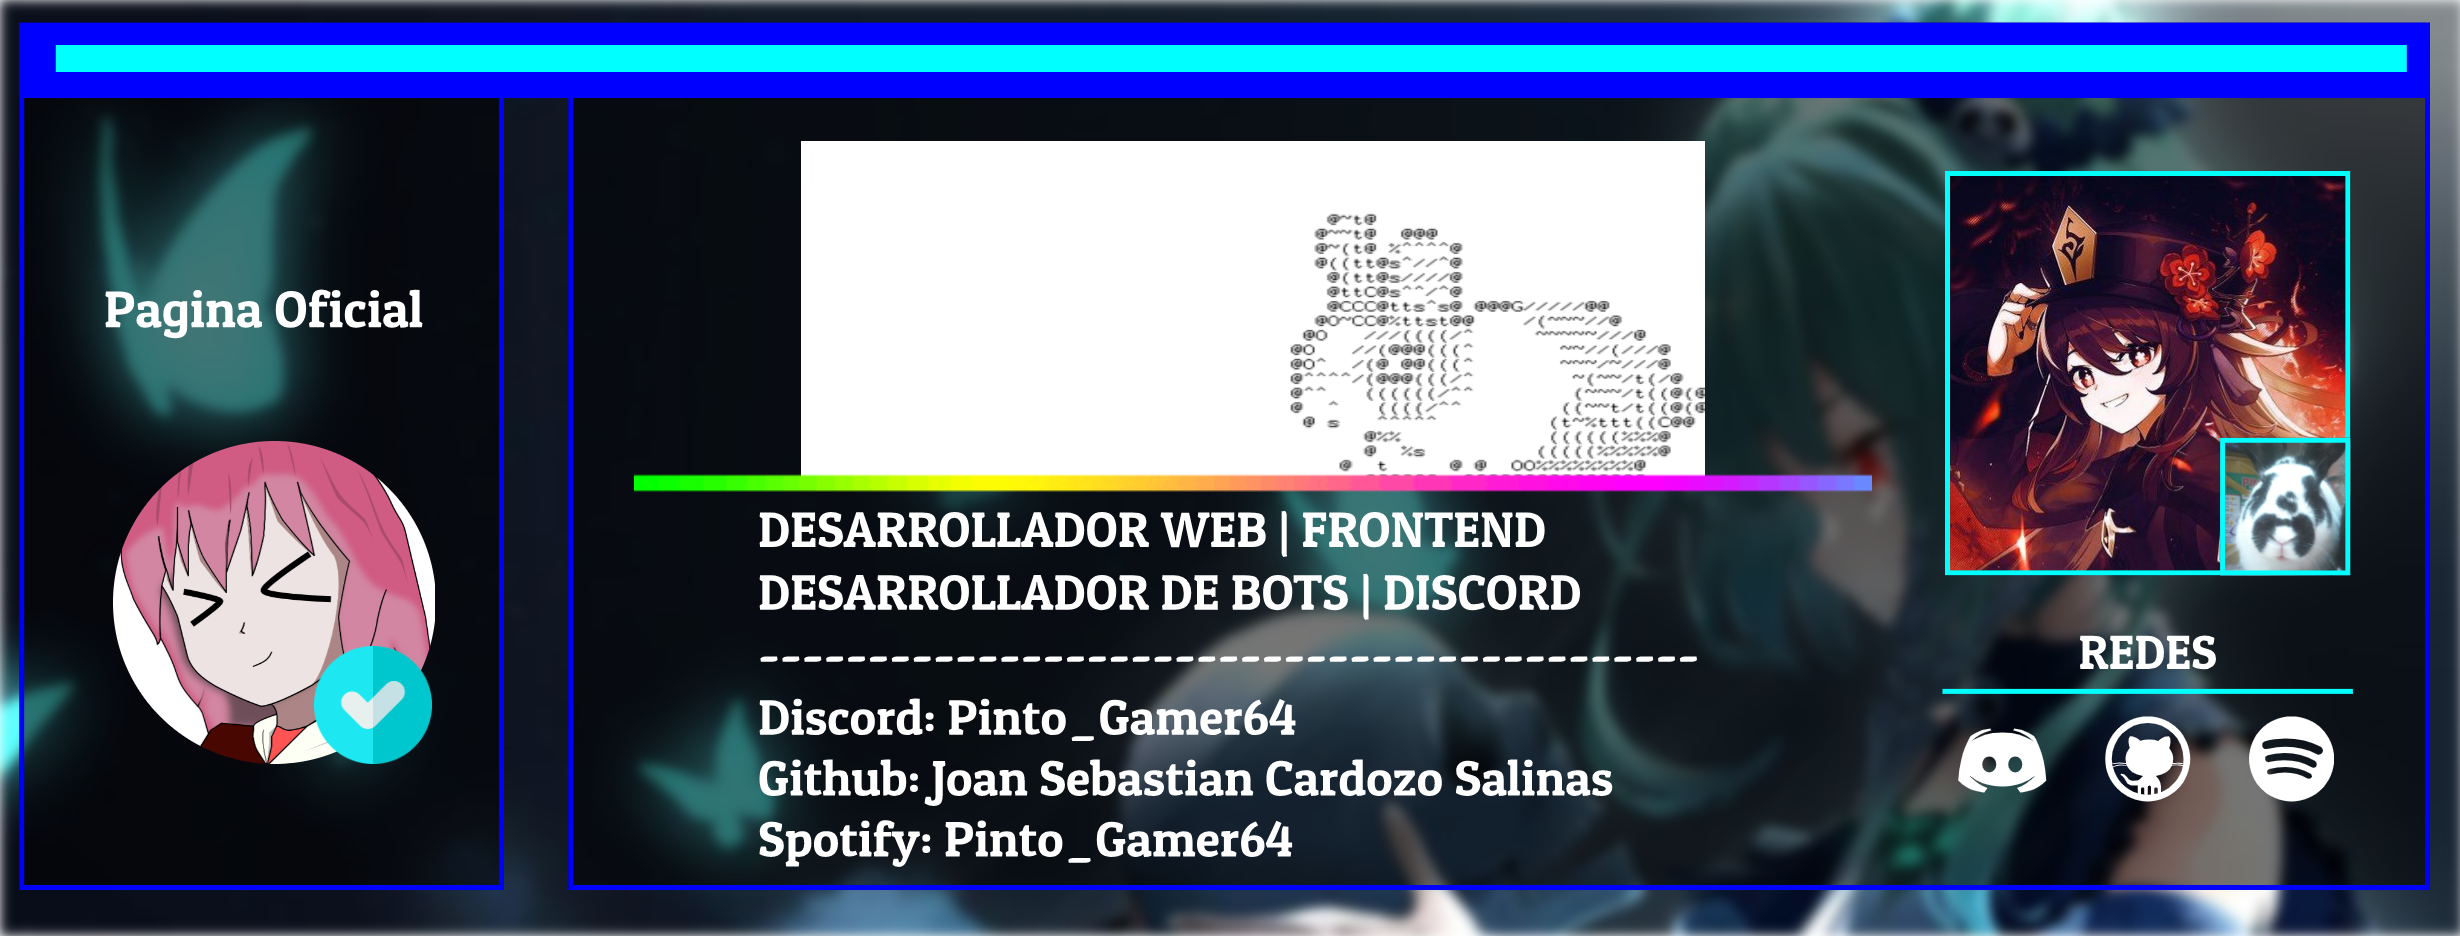 Pagina Oficial
DESARROLLADOR WEB | FRONTEND
DESARROLLADOR DE BOTS | DISCORD
-------------------------------------------
Discord: Pinto_Gamer64
Github: Joan Sebastian Cardozo Salinas
Spotify: Pinto_Gamer64
REDES